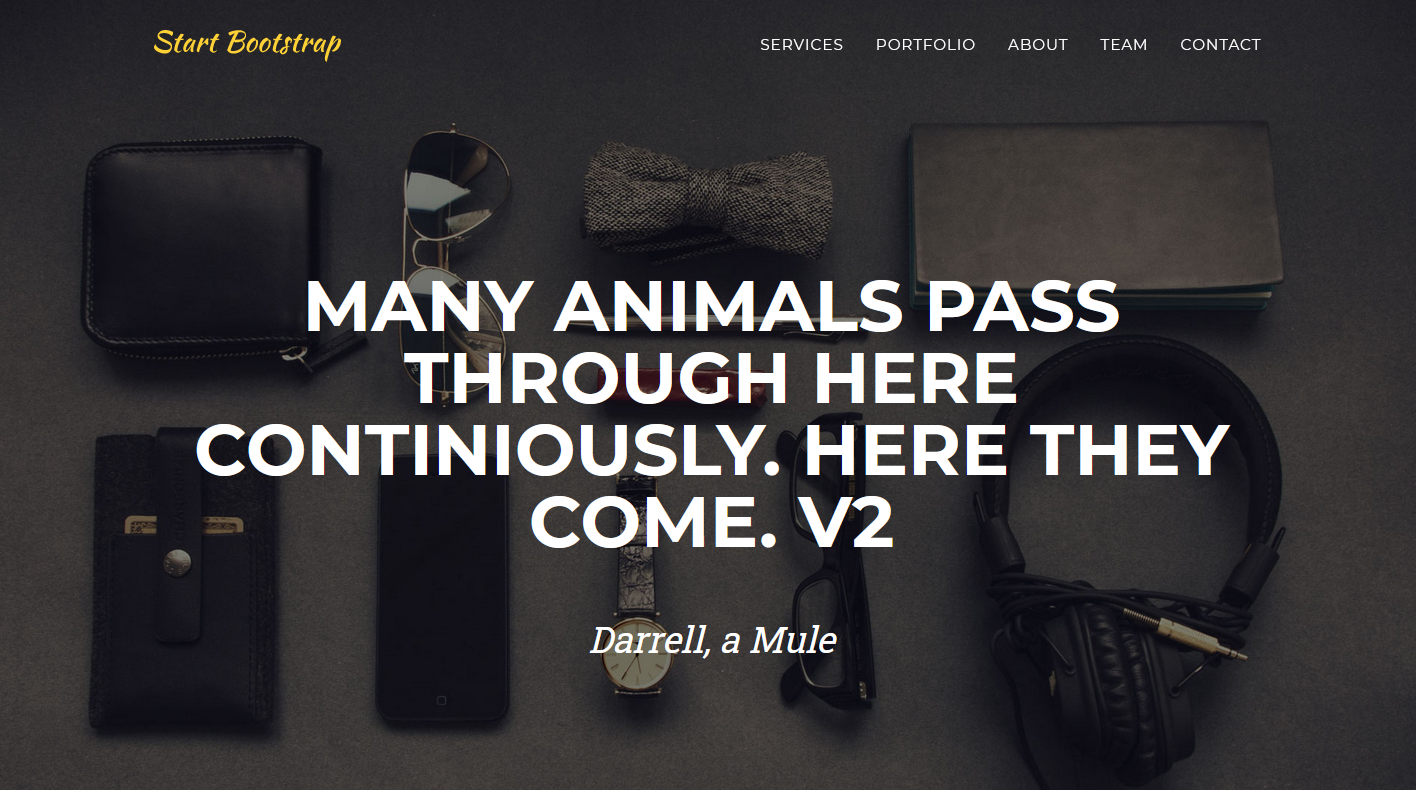 Start Bootstrap
SERVICES PORTFOLIO ABOUT TEAM CONTACT
MANY ANIMALS PASS
THROUGH HERE
CONTINIOUSLY. HERE THEY
COME. V2
Darrell, a Mule